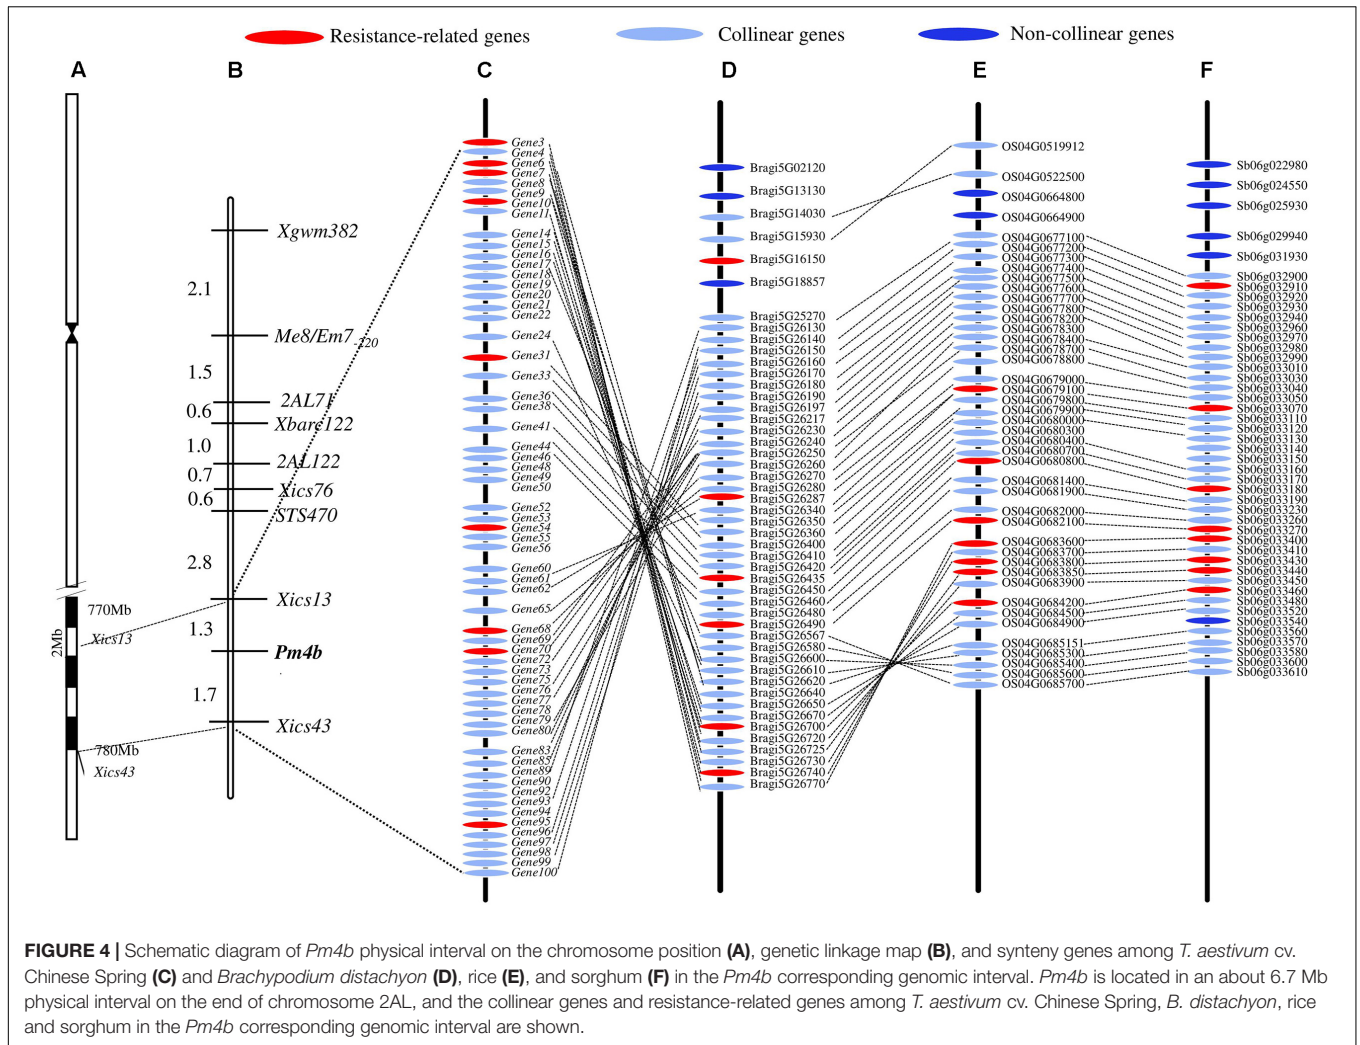 Resistance-related genes
Collinear genes
Non-collinear genes
A
B
C
D
E
F
770Mb
2Mb
Xics13
780Mb
Xics43
Xgwm382
2.1
Me8/Em7-220
1.5
2AL71
0.6
Xbarc122
1.0
2AL122
0.7
Xics76
0.6
STS470
2.8
Xics13
1.3
Pm4b
1.7
Xics43
Gene3
Gene4
Gene6
Gene7
Gene8
Gene9
Gene10
Gene11
Gene14
Gene15
Gene16
Gene17
Gene18
Gene19
Gene20
Gene21
Gene22
Gene24
Gene31
Gene33
Gene36
Gene38
Gene41
Gene44
Gene46
Gene48
Gene49
Gene50
Gene52
Gene53
Gene54
Gene55
Gene56
Gene60
Gene61
Gene62
Gene65
Gene68
Gene69
Gene70
Gene72
Gene73
Gene75
Gene76
Gene77
Gene78
Gene79
Gene80
Gene83
Gene85
Gene89
Gene90
Gene92
Gene93
Gene94
Gene95
Gene96
Gene97
Gene98
Gene99
Gene100
Bragi5G02120
Bragi5G13130
Bragi5G14030
Bragi5G15930
Bragi5G16150
Bragi5G18857
Bragi5G25270
Bragi5G26130
Bragi5G26140
Bragi5G26150
Bragi5G26160
Bragi5G26170
Bragi5G26180
Bragi5G26190
Bragi5G26197
Bragi5G26217
Bragi5G26230
Bragi5G26240
Bragi5G26250
Bragi5G26260
Bragi5G26270
Bragi5G26280
Bragi5G26287
Bragi5G26340
Bragi5G26350
Bragi5G26360
Bragi5G26400
Bragi5G26410
Bragi5G26420
Bragi5G26435
Bragi5G26450
Bragi5G26460
Bragi5G26480
Bragi5G26490
Bragi5G26567
Bragi5G26580
Bragi5G26600
Bragi5G26610
Bragi5G26620
Bragi5G26640
Bragi5G26650
Bragi5G26670
Bragi5G26700
Bragi5G26720
Bragi5G26725
Bragi5G26730
Bragi5G26740
Bragi5G26770
OS04G0519912
OS04G0522500
OS04G0664800
OS04G0664900
OS04G0677100
OS04G0677200
OS04G0677300
OS04G0677400
OS04G0677500
OS04G0677600
OS04G0677700
OS04G0677800
OS04G0678200
OS04G0678300
OS04G0678400
OS04G0678700
OS04G0678800
OS04G0679000
OS04G0679100
OS04G0679800
OS04G0679900
OS04G0680000
OS04G0680300
OS04G0680400
OS04G0680700
OS04G0680800
OS04G0681400
OS04G0681900
OS04G0682000
OS04G0682100
OS04G0683600
OS04G0683700
OS04G0683800
OS04G0683850
OS04G0683900
OS04G0684200
OS04G0684500
OS04G0684900
OS04G0685151
OS04G0685300
OS04G0685400
OS04G0685600
OS04G0685700
Sb06g022980
Sb06g024550
Sb06g025930
Sb06g029940
Sb06g031930
Sb06g032900
Sb06g032910
Sb06g032920
Sb06g032930
Sb06g032940
Sb06g032960
Sb06g032970
Sb06g032980
Sb06g032990
Sb06g033010
Sb06g033030
Sb06g033040
Sb06g033050
Sb06g033070
Sb06g033110
Sb06g033120
Sb06g033130
Sb06g033140
Sb06g033150
Sb06g033160
Sb06g033170
Sb06g033180
Sb06g033190
Sb06g033230
Sb06g033260
Sb06g033270
Sb06g033400
Sb06g033410
Sb06g033430
Sb06g033440
Sb06g033450
Sb06g033460
Sb06g033480
Sb06g033520
Sb06g033540
Sb06g033560
Sb06g033570
Sb06g033580
Sb06g033600
Sb06g033610
FIGURE 4 | Schematic diagram of Pm4b physical interval on the chromosome position (A), genetic linkage map (B), and synteny genes among T. aestivum cv.
Chinese Spring (C) and Brachypodium distachyon (D), rice (E), and sorghum (F) in the Pm4b corresponding genomic interval. Pm4b is located in an about 6.7 Mb
physical interval on the end of chromosome 2AL, and the collinear genes and resistance-related genes among T. aestivum cv. Chinese Spring, B. distachyon, rice
and sorghum in the Pm4b corresponding genomic interval are shown.